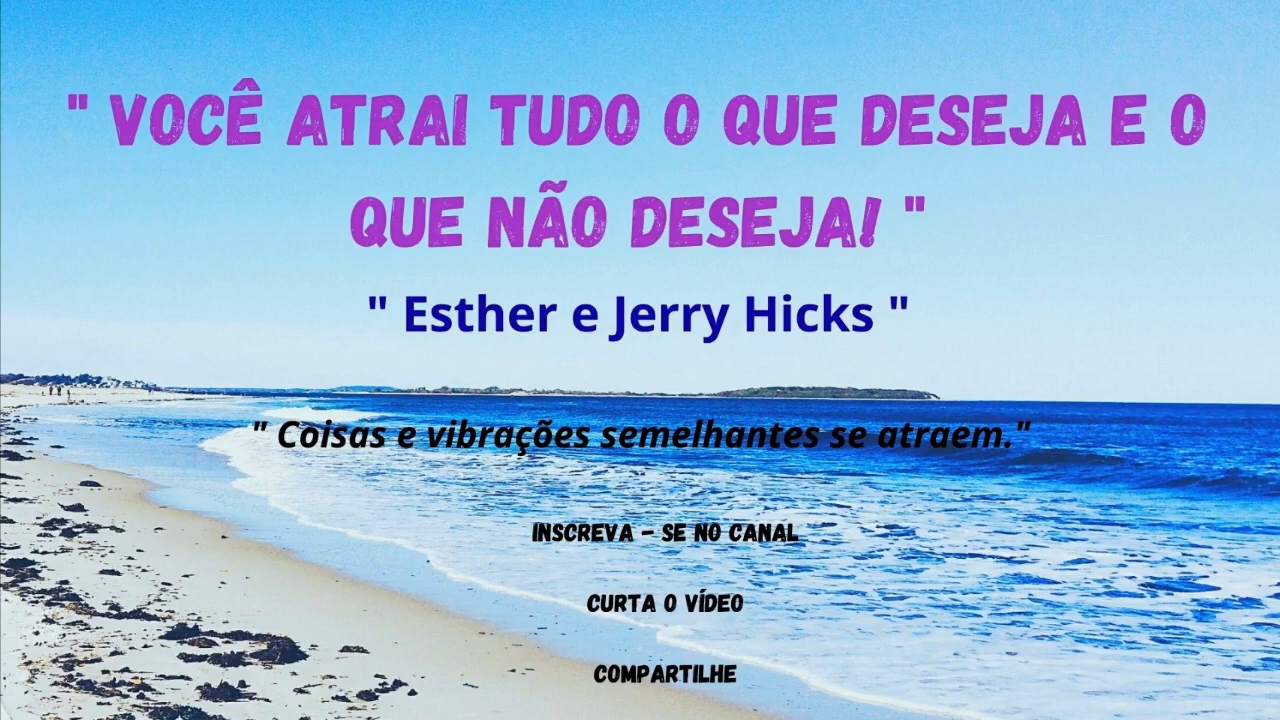 " VOCÊ ATRAI TUDO O QUE DESEJA E O
QUE NÃO DESEJA! "
" Esther e Jerry Hicks "
" Coisas e vibrações semelhantes se atraem."
INSCREVA - SE NO CANAL
CURTA O VÍDEO
COMPARTILHE